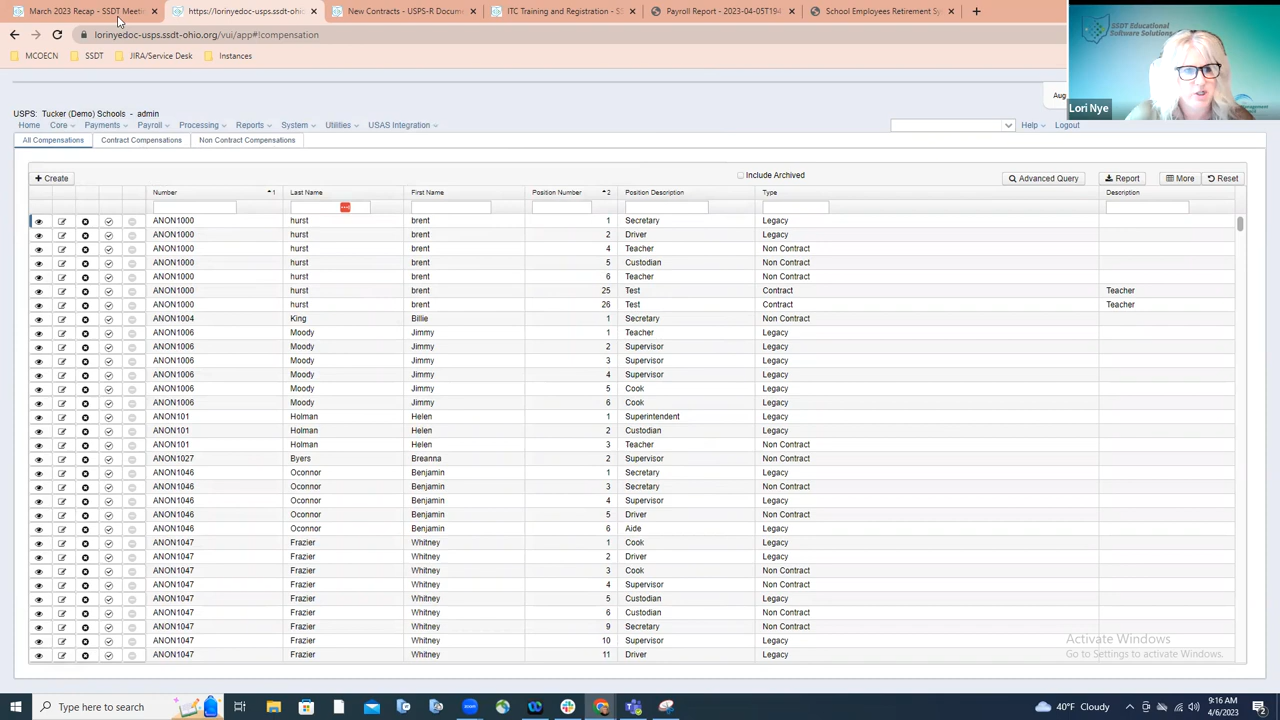 March 2023 Recap - SSDT Meeti
https://lorinyedoc-usps.ssdt-ohio
New Contracts - USPS-R Docume
ITC Training and Registration - SS
Payroll Report - 2023-04-05T194
School Employees Retirement Sy
lorinyedoc-usps.ssdt-ohio.org/vui/app#!compensation
MCOECN SSDT JIRA/Service Desk Instances
SSDT Educational
Software Solutions
Lori Nye
Aug
USPS: Tucker (Demo) Schools - admin
Home Core Payments Payroll Processing Reports System Utilities USAS Integration Help Logout
All Compensations Contract Compensations Non Contract Compensations
+ Create Include Archived Advanced Query Report More Reset
Number 1 Last Name First Name Position Number 2 Position Description Type Description
ANON1000 hurst brent 1 Secretary Legacy
ANON1000 hurst brent 2 Driver Legacy
ANON1000 hurst brent 4 Teacher Non Contract
ANON1000 hurst brent 5 Custodian Non Contract
ANON1000 hurst brent 6 Teacher Non Contract
ANON1000 hurst brent 25 Test Contract Teacher
ANON1000 hurst brent 26 Test Contract Teacher
ANON1004 King Billie 1 Secretary Non Contract
ANON1006 Moody Jimmy 1 Teacher Legacy
ANON1006 Moody Jimmy 2 Supervisor Legacy
ANON1006 Moody Jimmy 3 Supervisor Legacy
ANON1006 Moody Jimmy 4 Supervisor Legacy
ANON1006 Moody Jimmy 5 Cook Legacy
ANON1006 Moody Jimmy 6 Cook Legacy
ANON101 Holman Helen 1 Superintendent Legacy
ANON101 Holman Helen 2 Custodian Legacy
ANON101 Holman Helen 3 Teacher Non Contract
ANON1027 Byers Breanna 2 Supervisor Non Contract
ANON1046 Oconnor Benjamin 1 Secretary Legacy
ANON1046 Oconnor Benjamin 3 Secretary Non Contract
ANON1046 Oconnor Benjamin 4 Supervisor Legacy
ANON1046 Oconnor Benjamin 5 Driver Non Contract
ANON1046 Oconnor Benjamin 6 Aide Legacy
ANON1047 Frazier Whitney 1 Cook Legacy
ANON1047 Frazier Whitney 2 Driver Legacy
ANON1047 Frazier Whitney 3 Cook Non Contract
ANON1047 Frazier Whitney 4 Supervisor Legacy
ANON1047 Frazier Whitney 5 Custodian Legacy
ANON1047 Frazier Whitney 6 Custodian Non Contract
ANON1047 Frazier Whitney 9 Secretary Non Contract
ANON1047 Frazier Whitney 10 Supervisor Legacy
ANON1047 Frazier Whitney 11 Driver Legacy
Activate Windows
Go to Settings to activate Windows.
Type here to search
40°F Cloudy
9:16 AM
4/6/2023
2